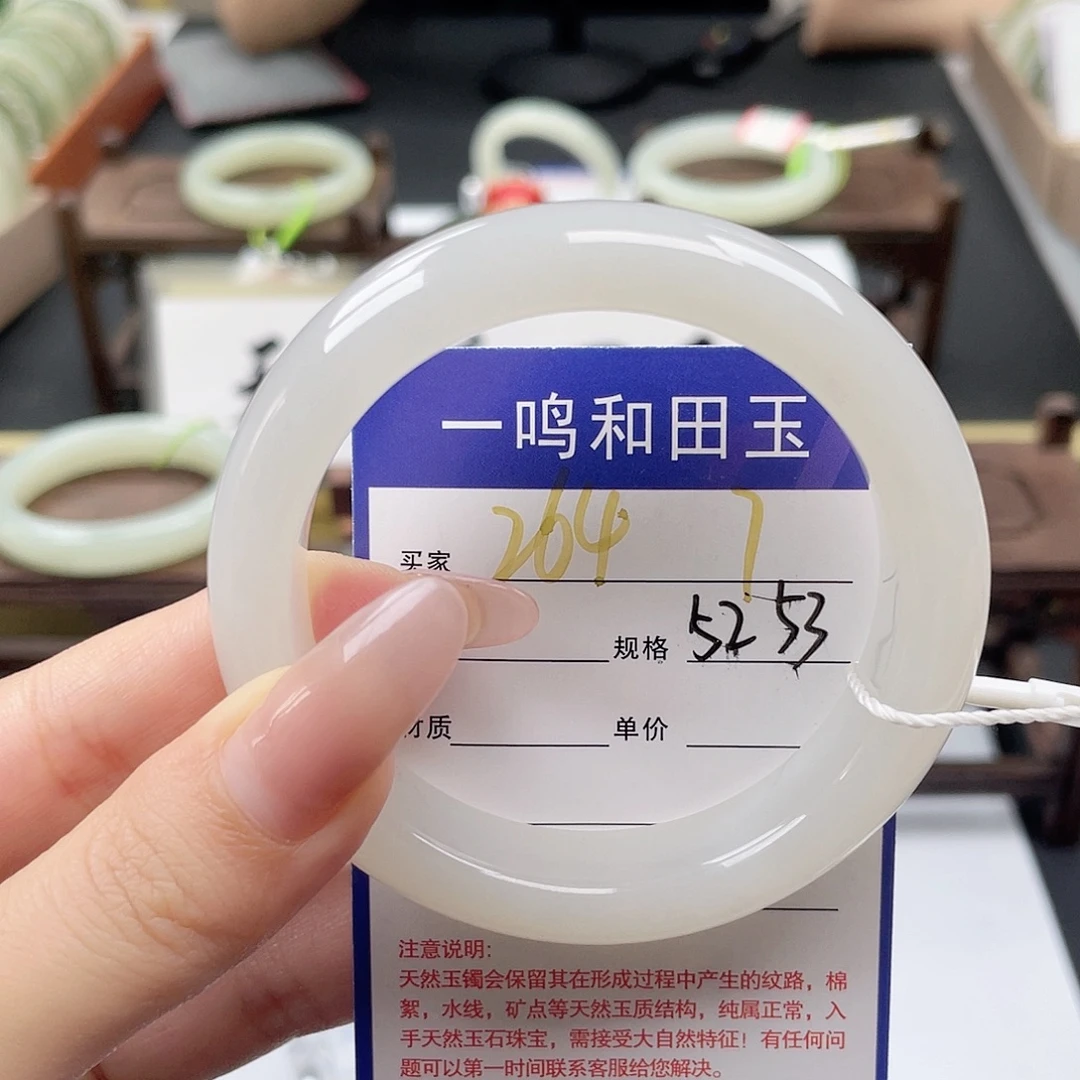 一鸣和田玉
买家 264 7
规格 52 53
材质 单价
注意说明:
天然玉镯会保留其在形成过程中产生的纹路，棉
絮，水线，矿点等天然玉质结构，纯属正常，入
手天然玉石珠宝，需接受大自然特征！有任何问
题可以第一时间联系客服给您解决。